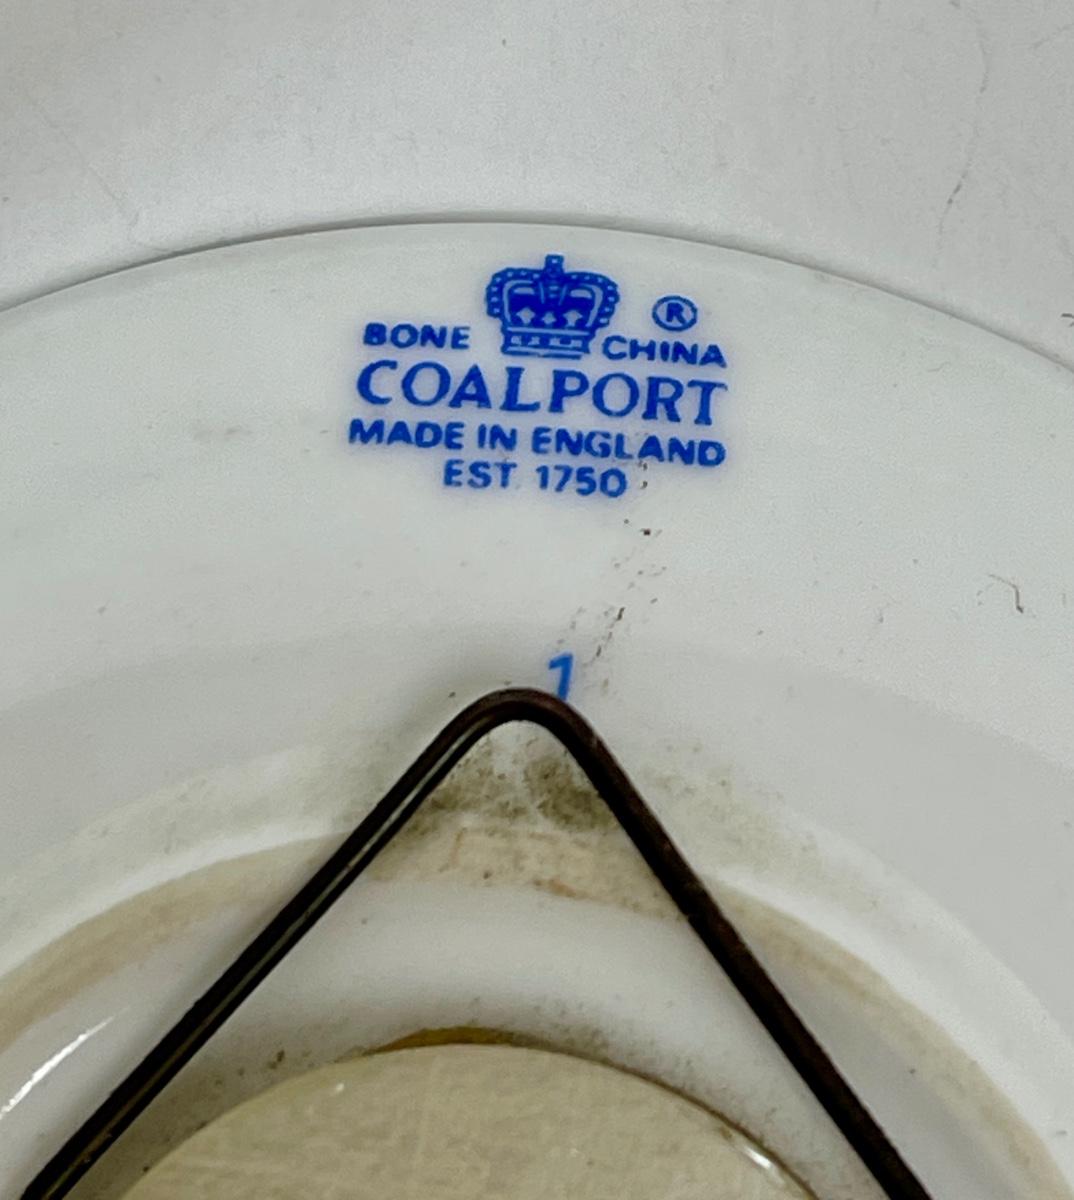 ®
BONE CHINA
COALPORT
MADE IN ENGLAND
EST. 1750
1